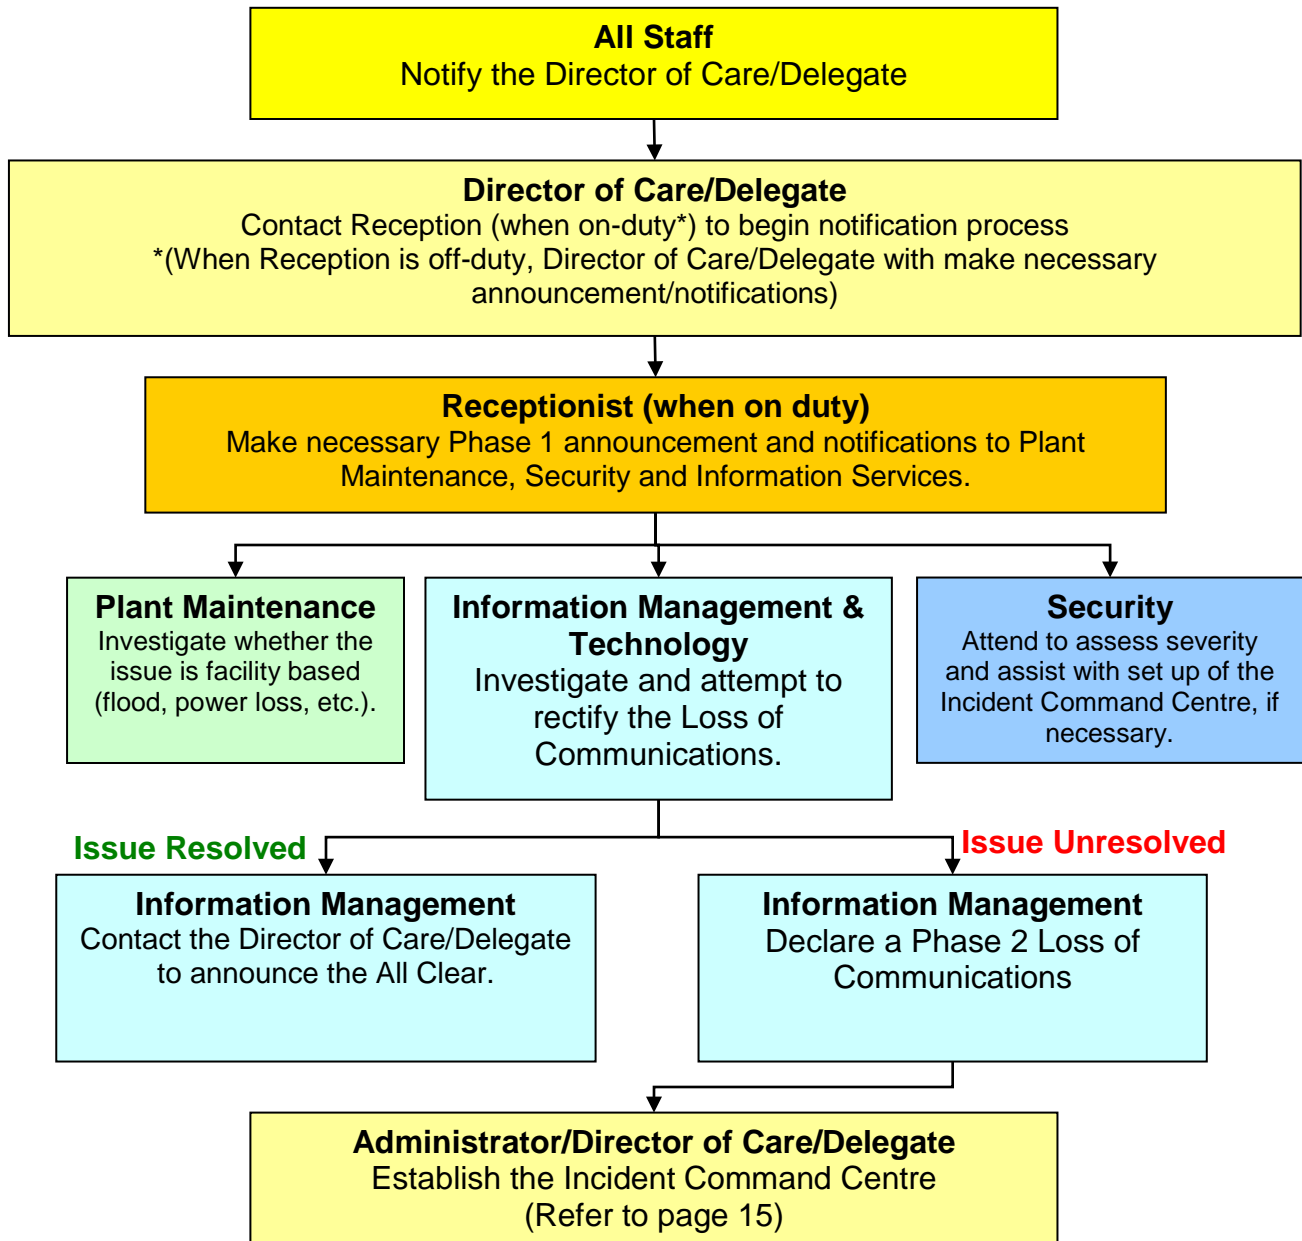 All Staff
Notify the Director of Care/Delegate
Director of Care/Delegate
Contact Reception (when on-duty*) to begin notification process
*(When Reception is off-duty, Director of Care/Delegate with make necessary
announcement/notifications)
Receptionist (when on duty)
Make necessary Phase 1 announcement and notifications to Plant
Maintenance, Security and Information Services.
Plant Maintenance
Investigate whether the
issue is facility based
(flood, power loss, etc.).
Information Management &
Technology
Investigate and attempt to
rectify the Loss of
Communications.
Security
Attend to assess severity
and assist with set up of the
Incident Command Centre, if
necessary.
Issue Resolved
Issue Unresolved
Information Management
Contact the Director of Care/Delegate
to announce the All Clear.
Information Management
Declare a Phase 2 Loss of
Communications
Administrator/Director of Care/Delegate
Establish the Incident Command Centre
(Refer to page 15)